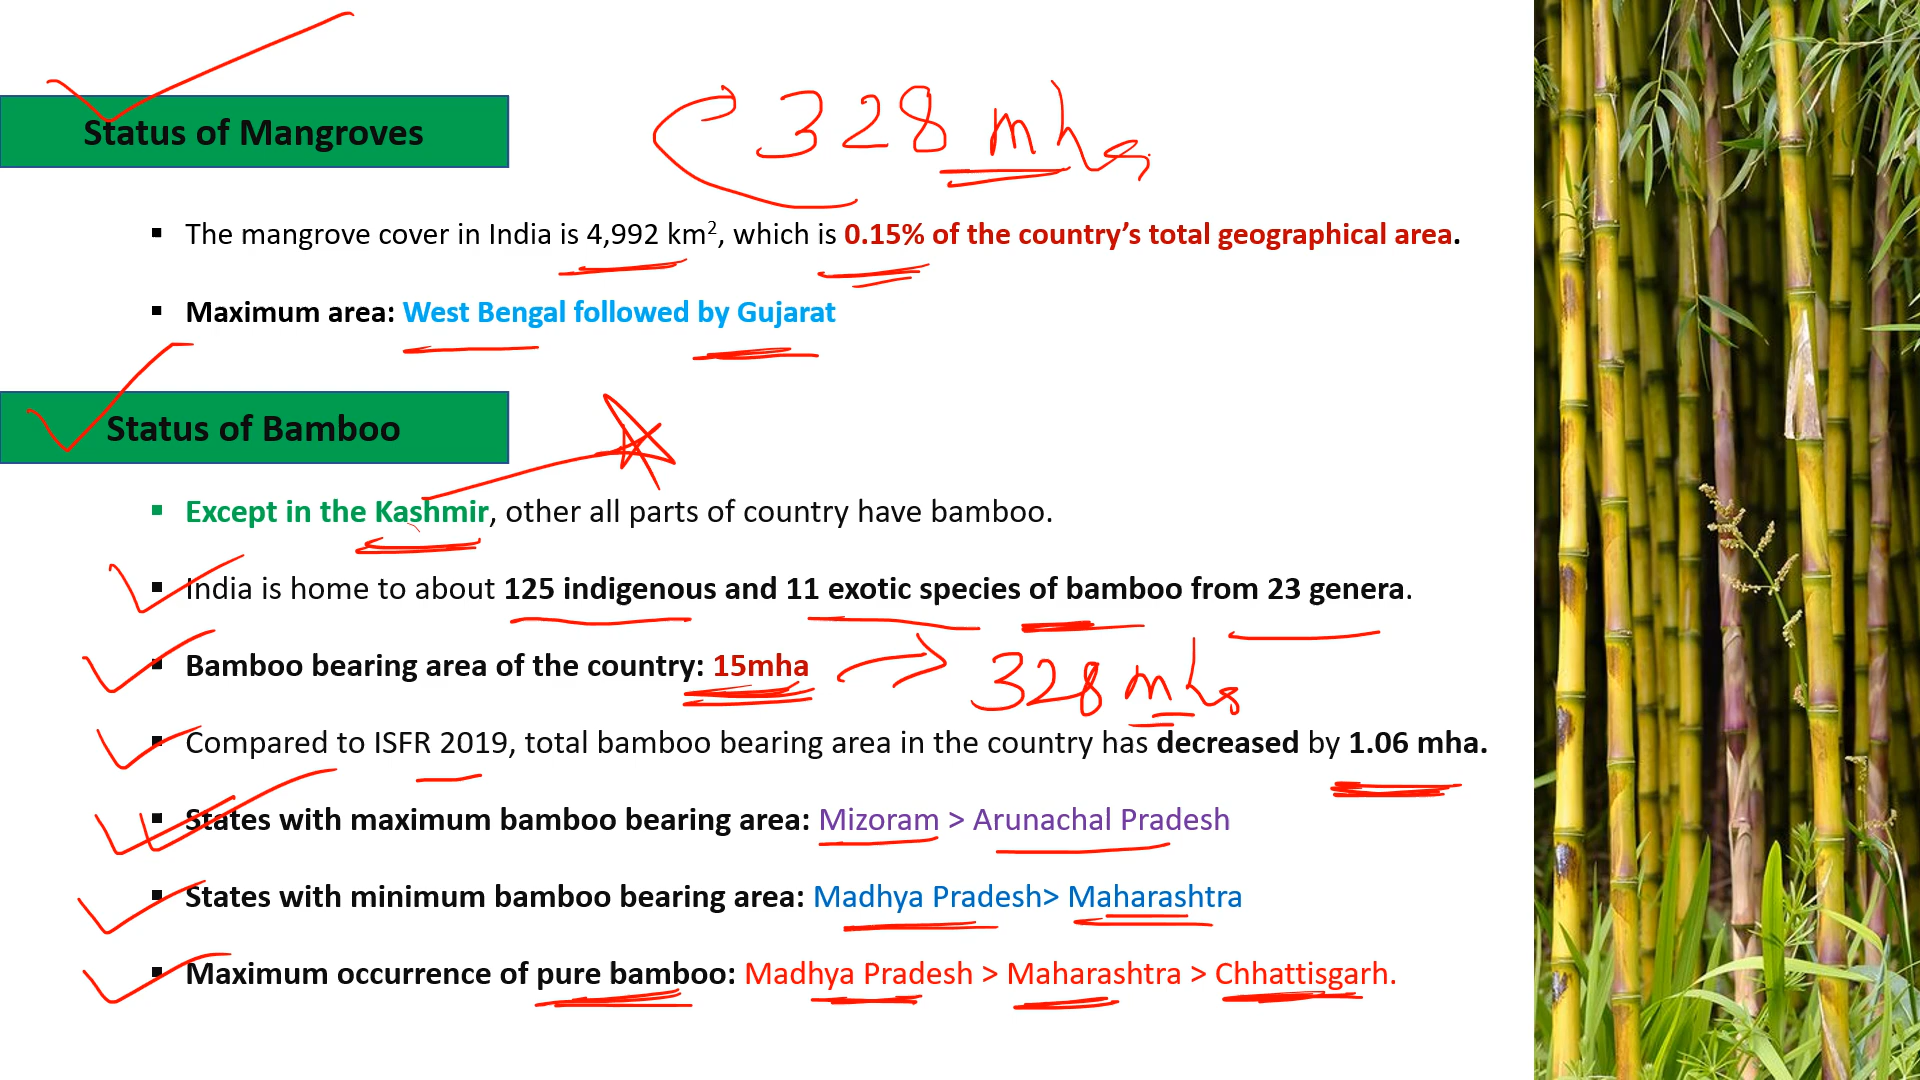 328 mha
Status of Mangroves
▪ The mangrove cover in India is 4,992 km², which is 0.15% of the country’s total geographical area.
▪ Maximum area: West Bengal followed by Gujarat
Status of Bamboo
▪ Except in the Kashmir, other all parts of country have bamboo.
▪ India is home to about 125 indigenous and 11 exotic species of bamboo from 23 genera.
▪ Bamboo bearing area of the country: 15mha → 328 mha
▪ Compared to ISFR 2019, total bamboo bearing area in the country has decreased by 1.06 mha.
▪ States with maximum bamboo bearing area: Mizoram > Arunachal Pradesh
▪ States with minimum bamboo bearing area: Madhya Pradesh> Maharashtra
▪ Maximum occurrence of pure bamboo: Madhya Pradesh > Maharashtra > Chhattisgarh.